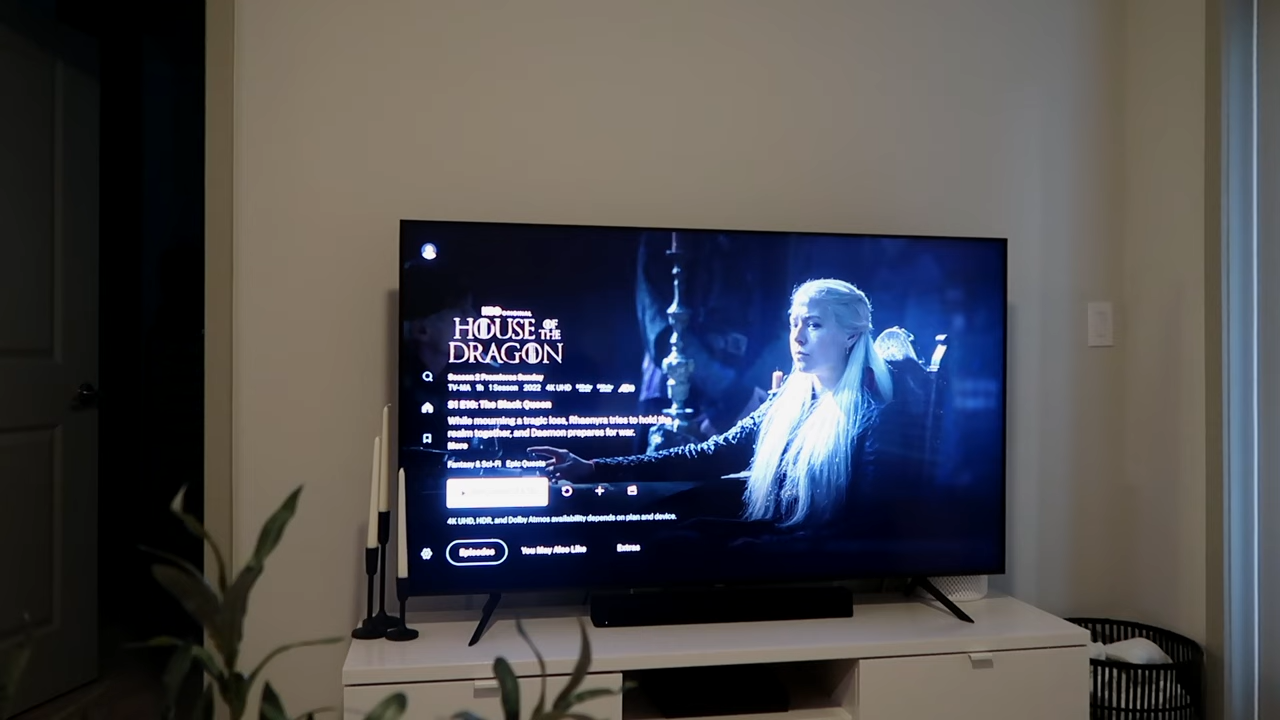 HBO ORIGINAL
HOUSE OF THE
DRAGON
Season 2 Premieres Sunday
TV-MA 1h 1 Season 2022 4K UHD
S1 E10: The Black Queen
While mourning a tragic loss, Rhaenyra tries to hold the
realm together, and Daemon prepares for war.
More
Fantasy & Sci-Fi Epic Quests
4K UHD, HDR, and Dolby Atmos availability depends on plan and device.
Episodes You May Also Like Extras